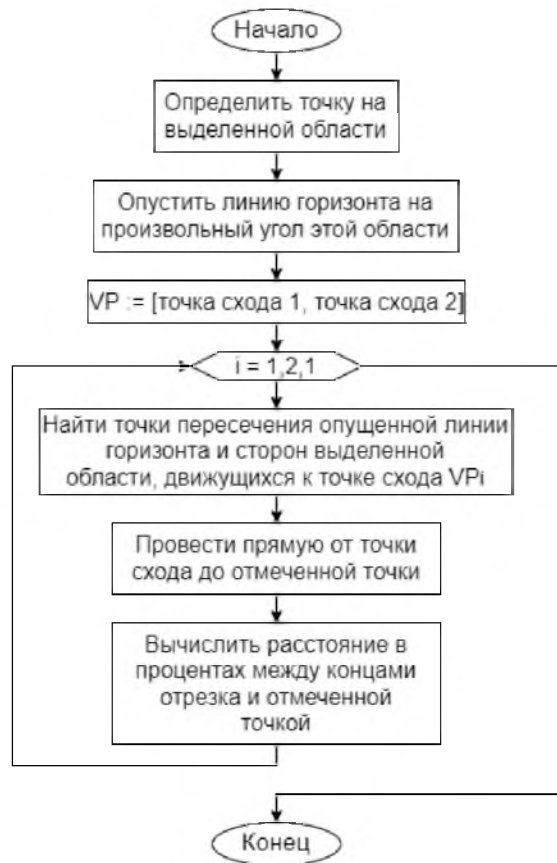 Начало
Определить точку на
выделенной области
Опустить линию горизонта на
произвольный угол этой области
VP := [точка схода 1, точка схода 2]
i = 1,2,1
Найти точки пересечения опущенной линии
горизонта и сторон выделенной
области, движущихся к точке схода VPi
Провести прямую от точки
схода до отмеченной точки
Вычислить расстояние в
процентах между концами
отрезка и отмеченной
точкой
Конец